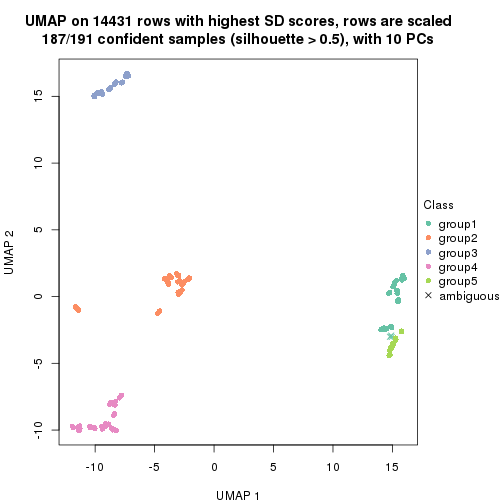 UMAP on 14431 rows with highest SD scores, rows are scaled
187/191 confident samples (silhouette > 0.5), with 10 PCs
UMAP 2
15
10
5
0
-5
-10
-10
-5
0
5
10
15
UMAP 1
Class
group1
group2
group3
group4
group5
ambiguous